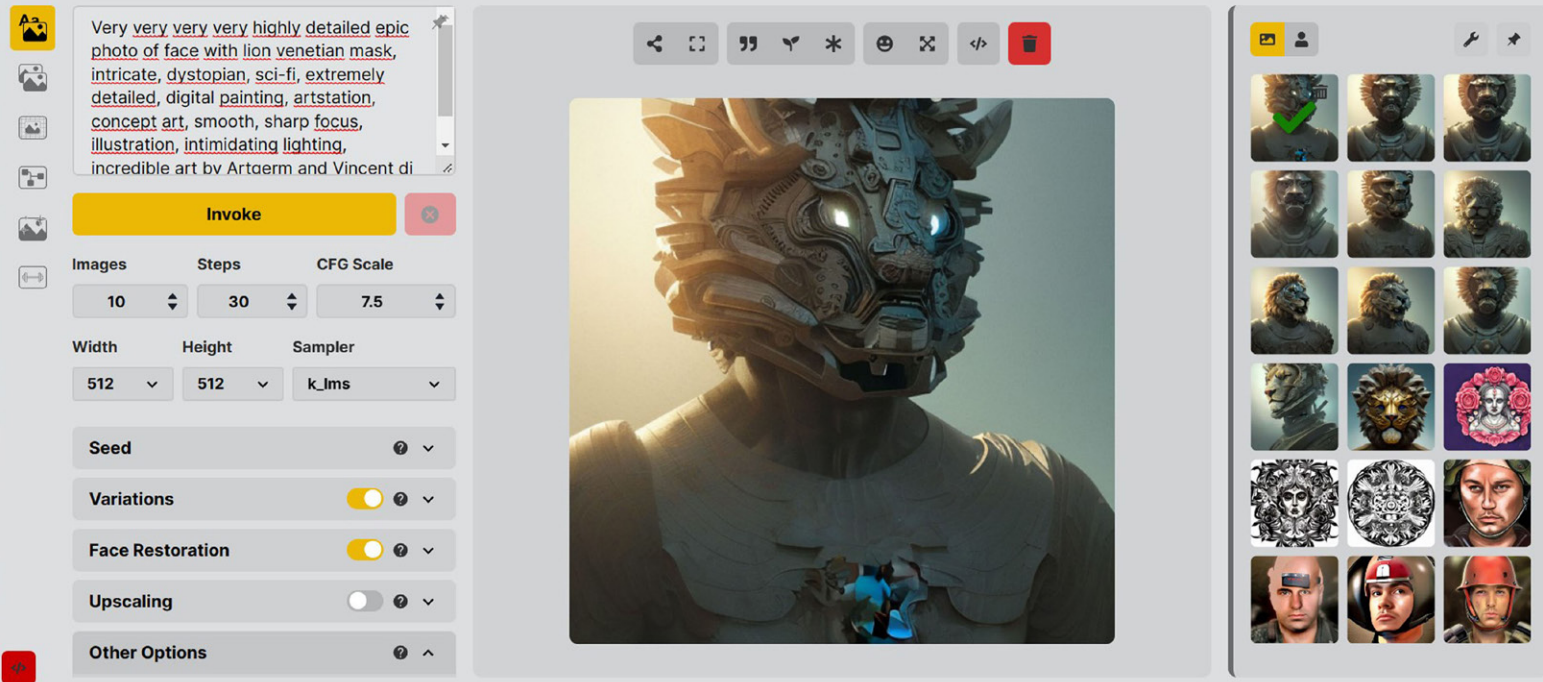 Very very very very highly detailed epic
photo of face with lion venetian mask,
intricate, dystopian, sci-fi, extremely
detailed, digital painting, artstation,
concept art, smooth, sharp focus,
illustration, intimidating lighting,
incredible art by Artgerm and Vincent di
Invoke
Images Steps CFG Scale
10 30 7.5
Width Height Sampler
512 512 k_lms
Seed
Variations
Face Restoration
Upscaling
Other Options